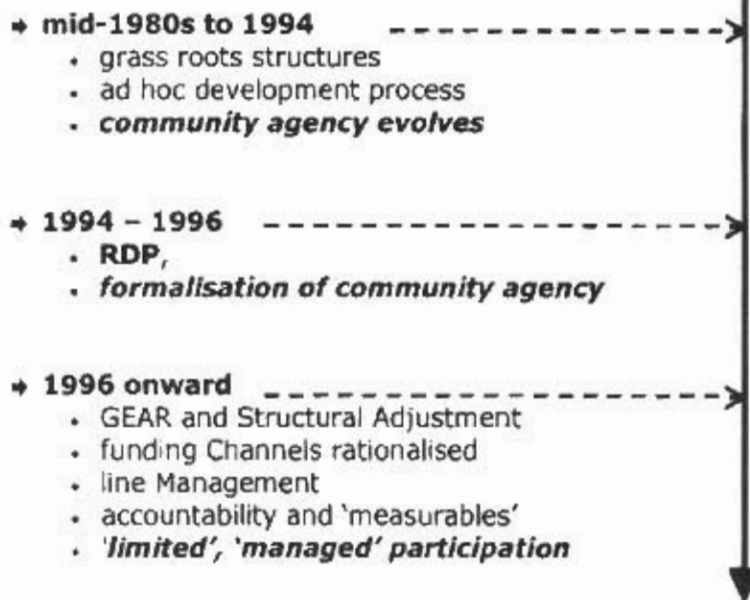 mid-1980s to 1994
grass roots structures
ad hoc development process
community agency evolves
1994 – 1996
RDP,
formalisation of community agency
1996 onward
GEAR and Structural Adjustment
funding Channels rationalised
line Management
accountability and ‘measurables’
‘limited’, ‘managed’ participation